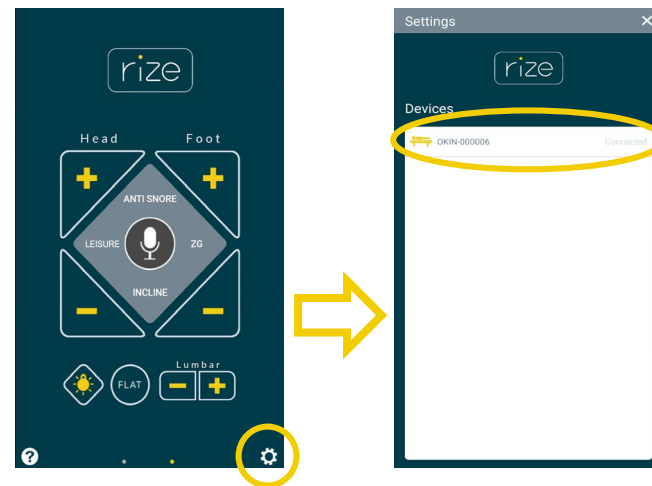 rize
Head Foot
+ +
ANTI SNORE
LEISURE ZG
INCLINE
− −
Lumbar
FLAT − +
?
Settings ×
rize
Devices
OKIN-000006 Connected